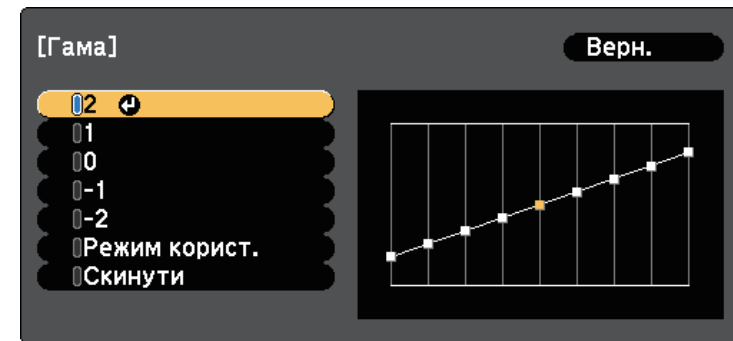 [Гама]
Верн.
2
1
0
-1
-2
Режим корист.
Скинути